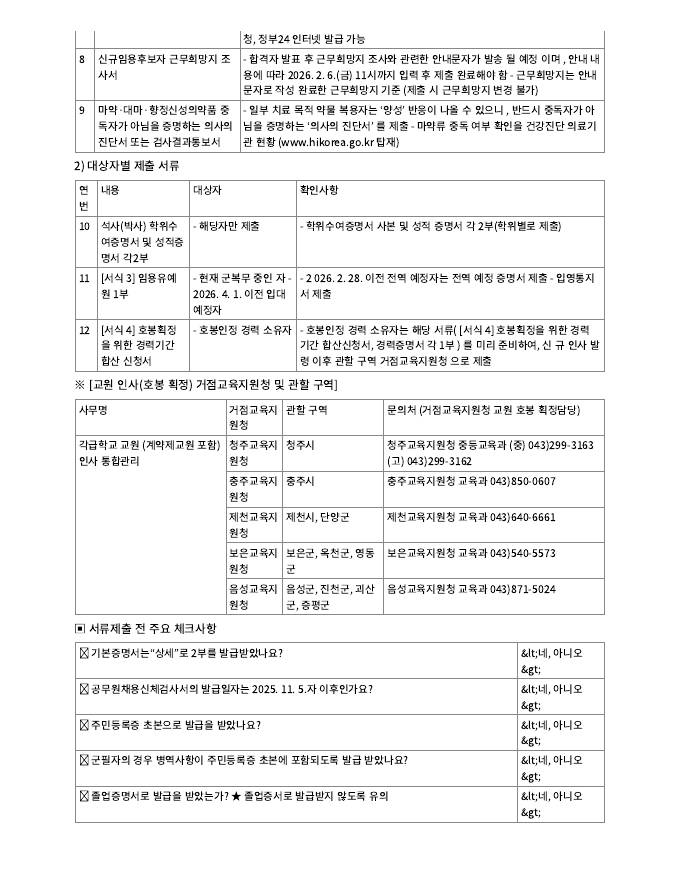 청, 정부24 인터넷 발급 가능
8
신규임용후보자 근무희망지 조
사서
- 합격자 발표 후 근무희망지 조사와 관련한 안내문자가 발송 될 예정 이며 , 안내 내
용에 따라 2026. 2. 6.(금) 11시까지 입력 후 제출 완료해야 함 - 근무희망지는 안내
문자로 작성 완료한 근무희망지 기준 (제출 시 근무희망지 변경 불가)
9
마약·대마·향정신성의약품 중
독자가 아님을 증명하는 의사의
진단서 또는 검사결과통보서
- 일부 치료 목적 약물 복용자는 ‘양성’ 반응이 나올 수 있으니 , 반드시 중독자가 아
님을 증명하는 ‘의사의 진단서’ 를 제출 - 마약류 중독 여부 확인을 건강진단 의료기
관 현황 (www.hikorea.go.kr 탑재)
2) 대상자별 제출 서류
연
번
내용
대상자
확인사항
10
석사(박사) 학위수
여증명서 및 성적증
명서 각2부
- 해당자만 제출
- 학위수여증명서 사본 및 성적 증명서 각 2부(학위별로 제출)
11
[서식 3] 임용유예
원 1부
- 현재 군복무 중인 자 -
2026. 4. 1. 이전 입대
예정자
- 2 026. 2. 28. 이전 전역 예정자는 전역 예정 증명서 제출 - 입영통지
서 제출
12
[서식 4] 호봉획정
을 위한 경력기간
합산 신청서
- 호봉인정 경력 소유자
- 호봉인정 경력 소유자는 해당 서류( [서식 4] 호봉획정을 위한 경력
기간 합산신청서, 경력증명서 각 1부 ) 를 미리 준비하여, 신 규 인사 발
령 이후 관할 구역 거점교육지원청 으로 제출
※ [교원 인사(호봉 획정) 거점교육지원청 및 관할 구역]
사무명
거점교육지
원청
관할 구역
문의처 (거점교육지원청 교원 호봉 획정담당)
각급학교 교원 (계약제교원 포함)
인사 통합관리
청주교육지
원청
청주시
청주교육지원청 중등교육과 (중) 043)299-3163
(고) 043)299-3162
충주교육지
원청
충주시
충주교육지원청 교육과 043)850-0607
제천교육지
원청
제천시, 단양군
제천교육지원청 교육과 043)640-6661
보은교육지
원청
보은군, 옥천군, 영동
군
보은교육지원청 교육과 043)540-5573
음성교육지
원청
음성군, 진천군, 괴산
군, 증평군
음성교육지원청 교육과 043)871-5024
▣ 서류제출 전 주요 체크사항
기본증명서는“상세”로 2부를 발급받았나요?
&lt;네, 아니오
&gt;
공무원채용신체검사서의 발급일자는 2025. 11. 5.자 이후인가요?
&lt;네, 아니오
&gt;
주민등록증 초본으로 발급을 받았나요?
&lt;네, 아니오
&gt;
군필자의 경우 병역사항이 주민등록증 초본에 포함되도록 발급 받았나요?
&lt;네, 아니오
&gt;
졸업증명서로 발급을 받았는가? ★ 졸업증서로 발급받지 않도록 유의
&lt;네, 아니오
&gt;